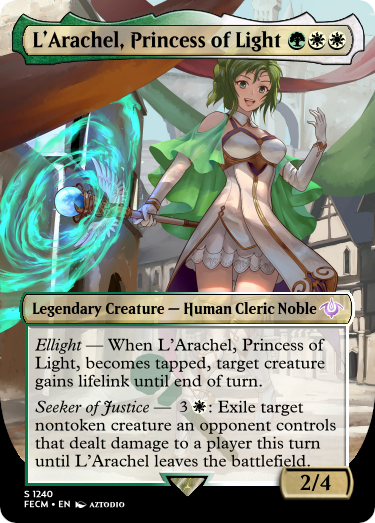 L'Arachel, Princess of Light
Legendary Creature — Human Cleric Noble
Ellight — When L'Arachel, Princess of
Light, becomes tapped, target creature
gains lifelink until end of turn.
Seeker of Justice — 3 : Exile target
nontoken creature an opponent controls
that dealt damage to a player this turn
until L'Arachel leaves the battlefield.
2/4
S 1240
FECM • EN AZTODIO